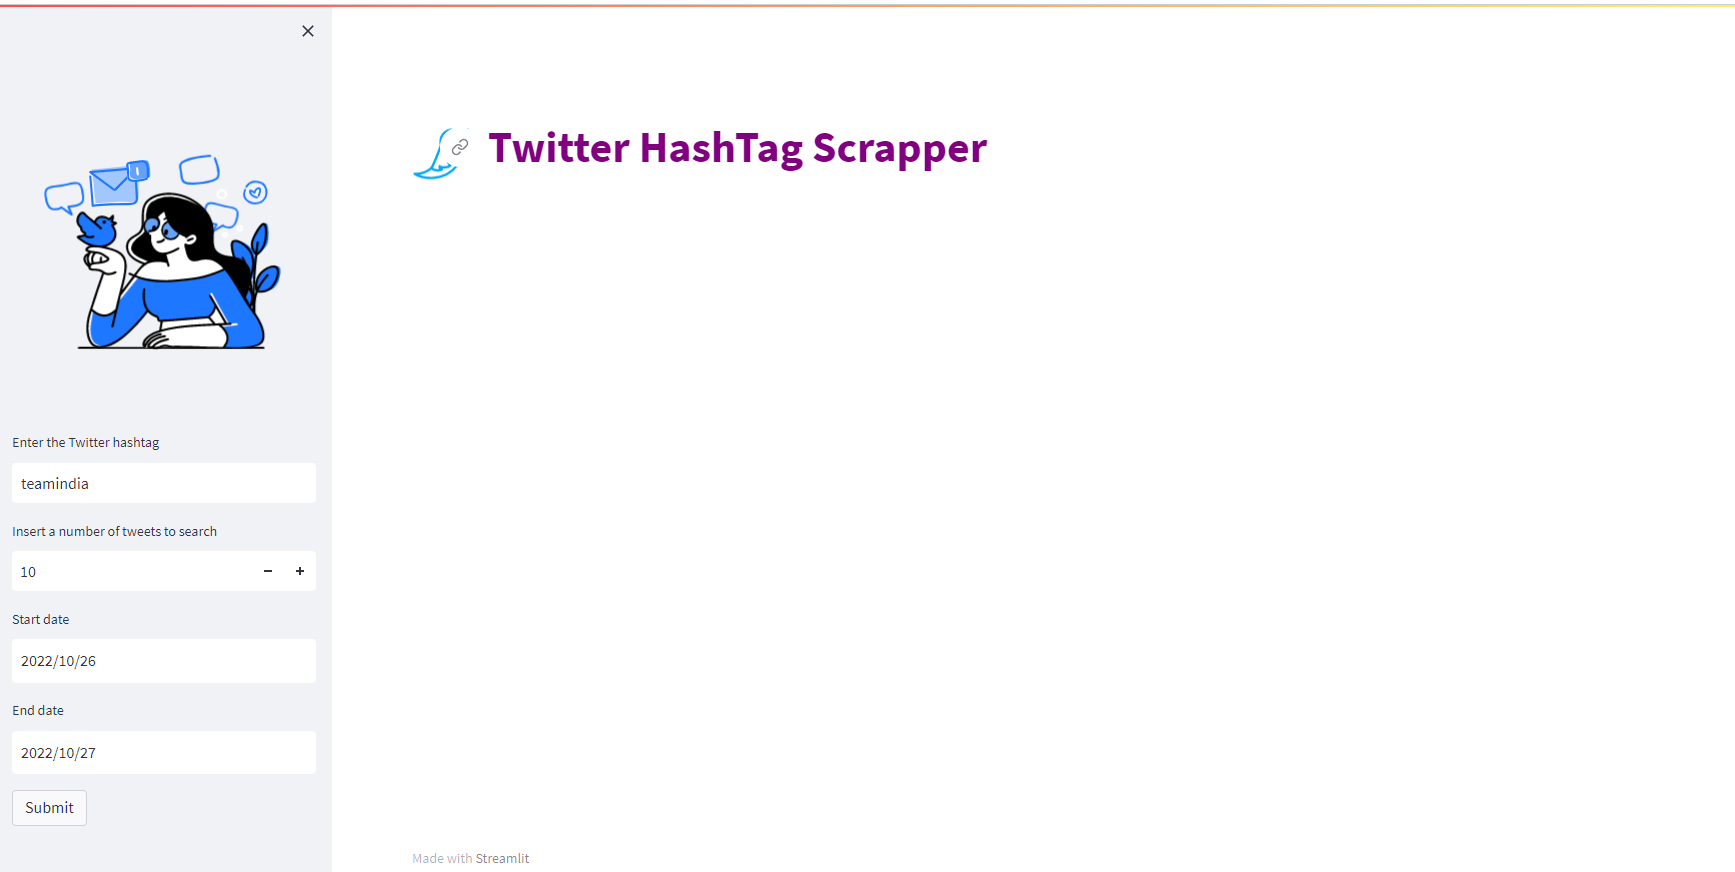 Twitter HashTag Scrapper
Enter the Twitter hashtag
teamindia
Insert a number of tweets to search
10
Start date
2022/10/26
End date
2022/10/27
Submit
Made with Streamlit